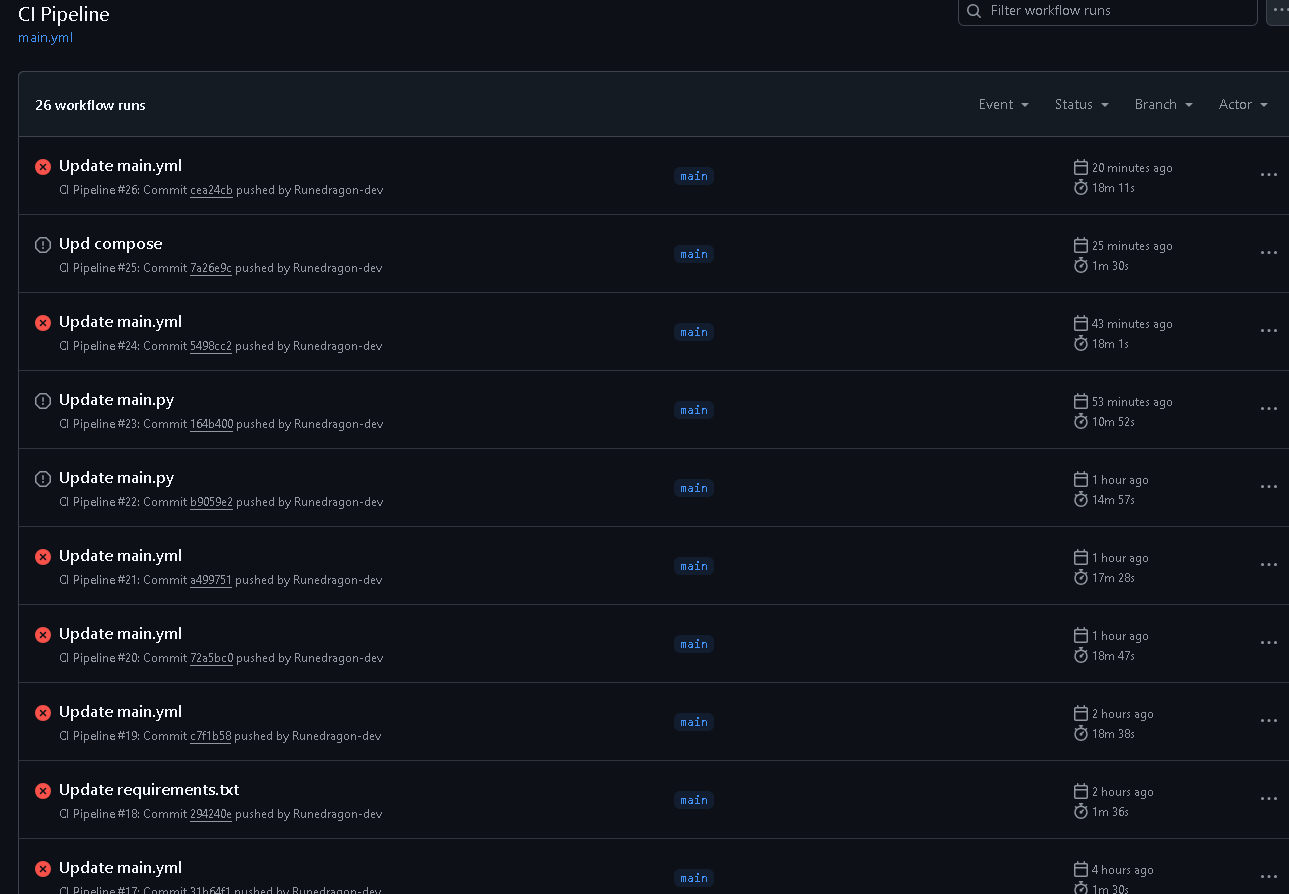 CI Pipeline
Filter workflow runs
main.yml
26 workflow runs
Event Status Branch Actor
Update main.yml
CI Pipeline #26: Commit cea24cb pushed by Runedragon-dev
main
20 minutes ago
18m 11s
Upd compose
CI Pipeline #25: Commit 7a26e9c pushed by Runedragon-dev
main
25 minutes ago
1m 30s
Update main.yml
CI Pipeline #24: Commit 5498cc2 pushed by Runedragon-dev
main
43 minutes ago
18m 1s
Update main.py
CI Pipeline #23: Commit 164b400 pushed by Runedragon-dev
main
53 minutes ago
10m 52s
Update main.py
CI Pipeline #22: Commit b9059e2 pushed by Runedragon-dev
main
1 hour ago
14m 57s
Update main.yml
CI Pipeline #21: Commit a499751 pushed by Runedragon-dev
main
1 hour ago
17m 28s
Update main.yml
CI Pipeline #20: Commit 72a5bc0 pushed by Runedragon-dev
main
1 hour ago
18m 47s
Update main.yml
CI Pipeline #19: Commit c7f1b58 pushed by Runedragon-dev
main
2 hours ago
18m 38s
Update requirements.txt
CI Pipeline #18: Commit 294240e pushed by Runedragon-dev
main
2 hours ago
1m 36s
Update main.yml
CI Pipeline #17: Commit 31b64f1 pushed by Runedragon-dev
main
4 hours ago
1m 30s